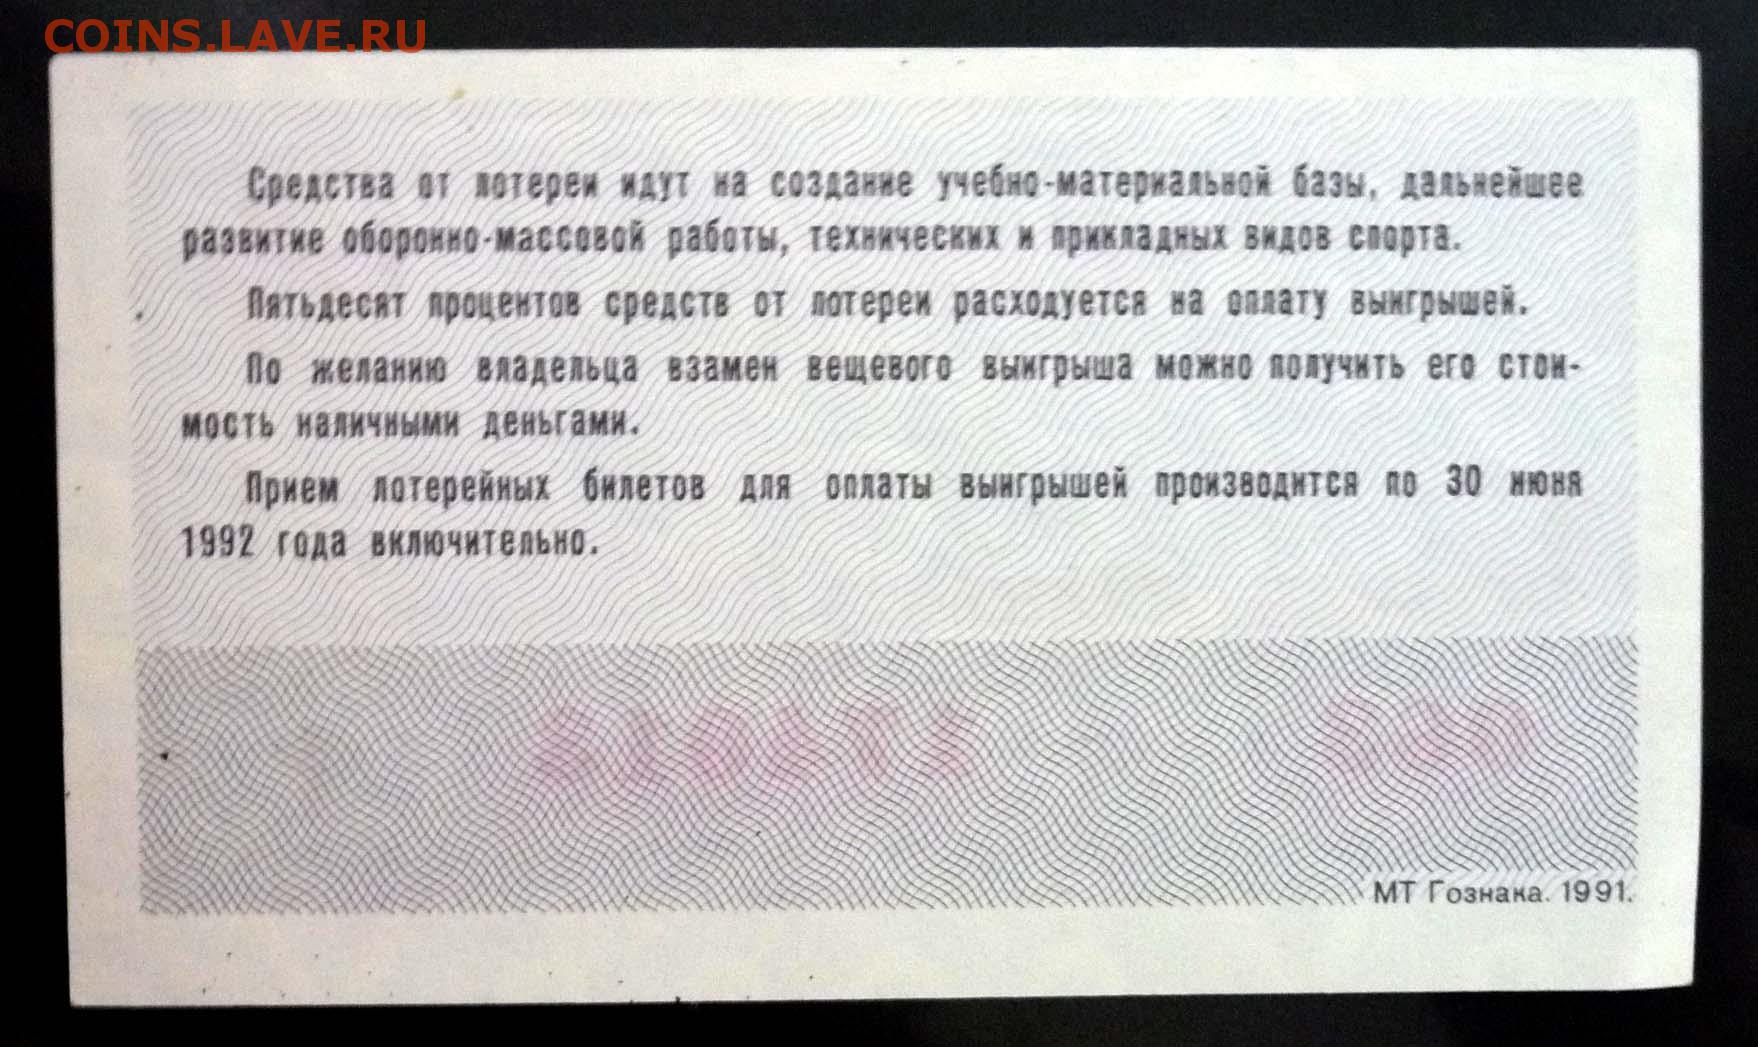 COINS.LAVE.RU
Средства от лотереи идут на создание учебно-материальной базы, дальнейшее
развитие оборонно-массовой работы, технических и прикладных видов спорта.
Пятьдесят процентов средств от лотереи расходуется на оплату выигрышей.
По желанию владельца взамен вещевого выигрыша можно получить его стои-
мость наличными деньгами.
Прием лотерейных билетов для оплаты выигрышей производится по 30 июня
1992 года включительно.
МТ Гознака. 1991.